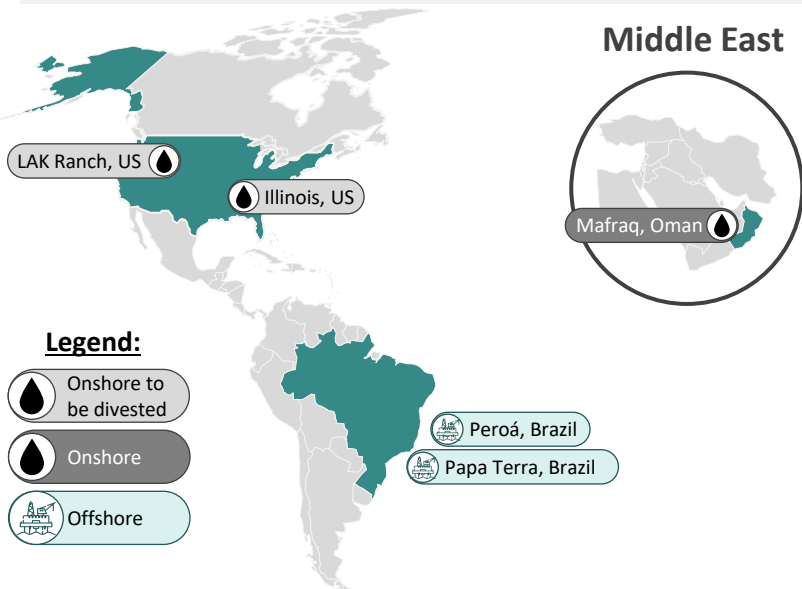 Middle East
LAK Ranch, US
Illinois, US
Mafraq, Oman
Legend:
Onshore to
be divested
Onshore
Offshore
Peroá, Brazil
Papa Terra, Brazil